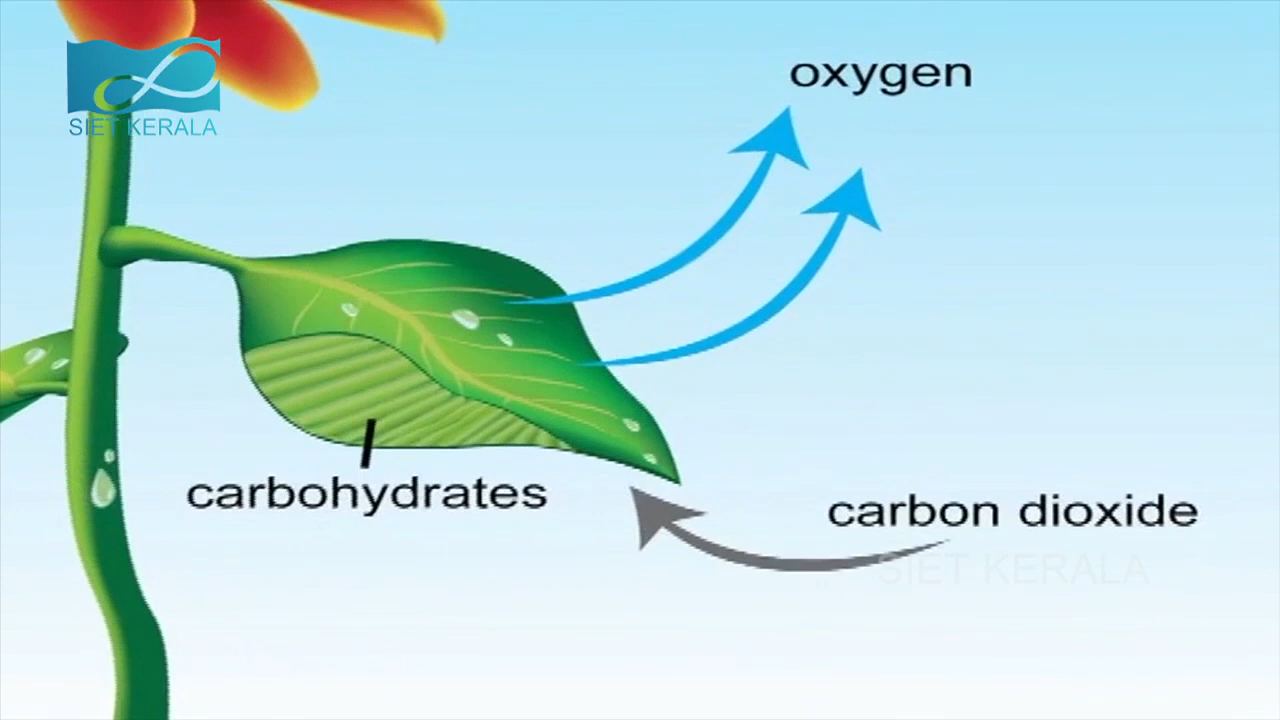 oxygen
SIET KERALA
carbohydrates
carbon dioxide
SIET KERALA